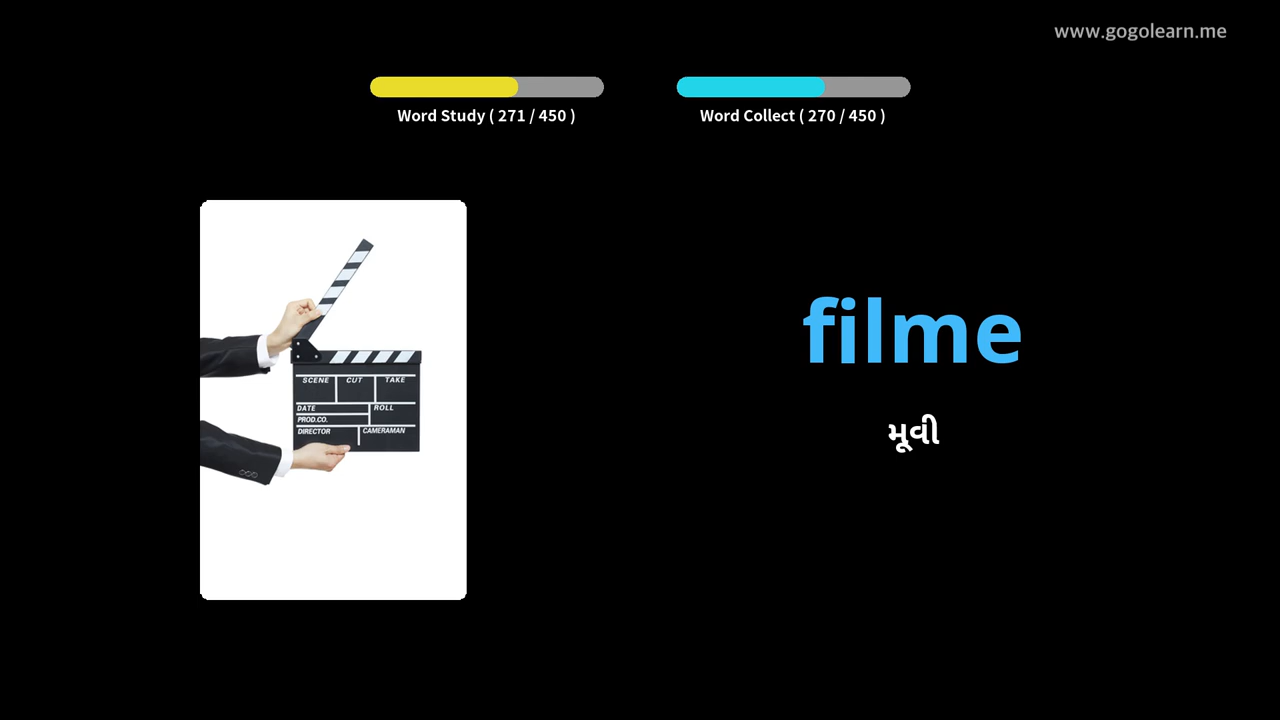 www.gogolearn.me
Word Study ( 271 / 450 )
Word Collect ( 270 / 450 )
SCENE CUT TAKE
DATE ROLL
PROD.CO.
DIRECTOR CAMERAMAN
filme
મૂવી